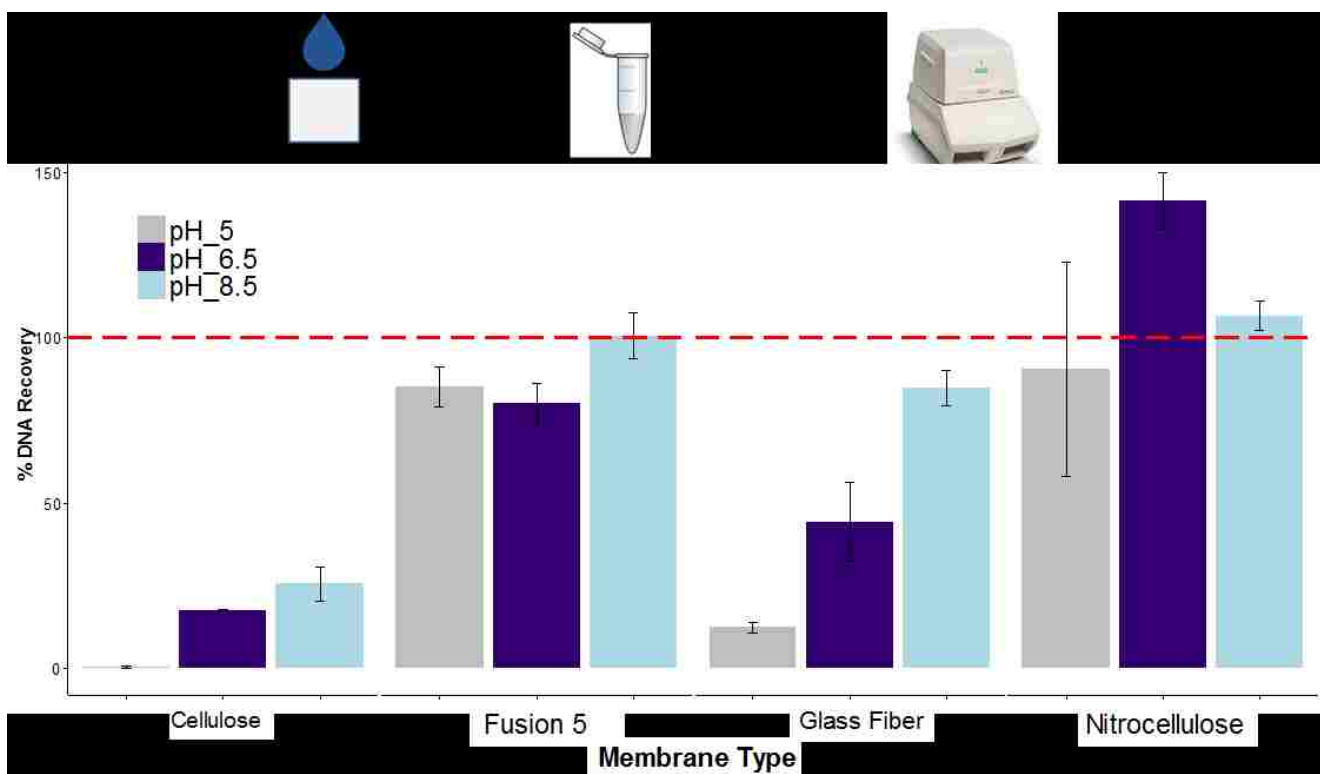 150
pH_5
pH_6.5
pH_8.5
100
50
0
% DNA Recovery
Cellulose
Fusion 5
Glass Fiber
Nitrocellulose
Membrane Type